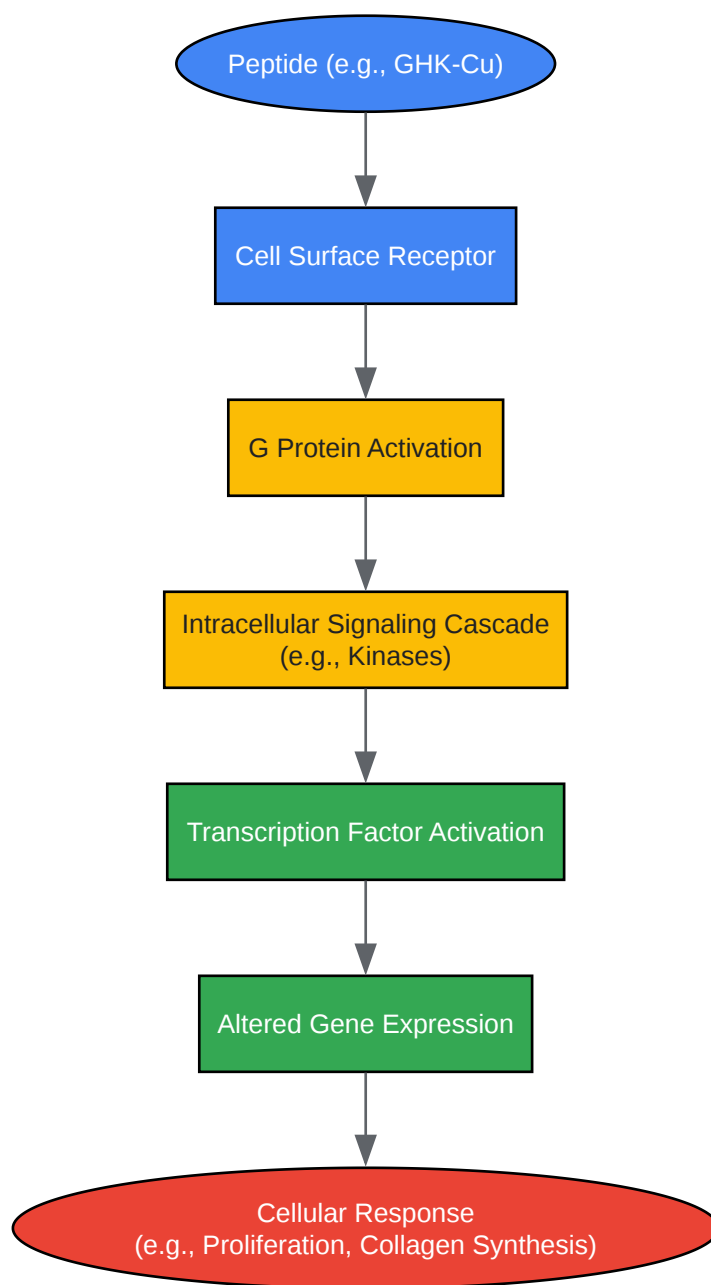 Peptide (e.g., GHK-Cu)
Cell Surface Receptor
G Protein Activation
Intracellular Signaling Cascade
(e.g., Kinases)
Transcription Factor Activation
Altered Gene Expression
Cellular Response
(e.g., Proliferation, Collagen Synthesis)